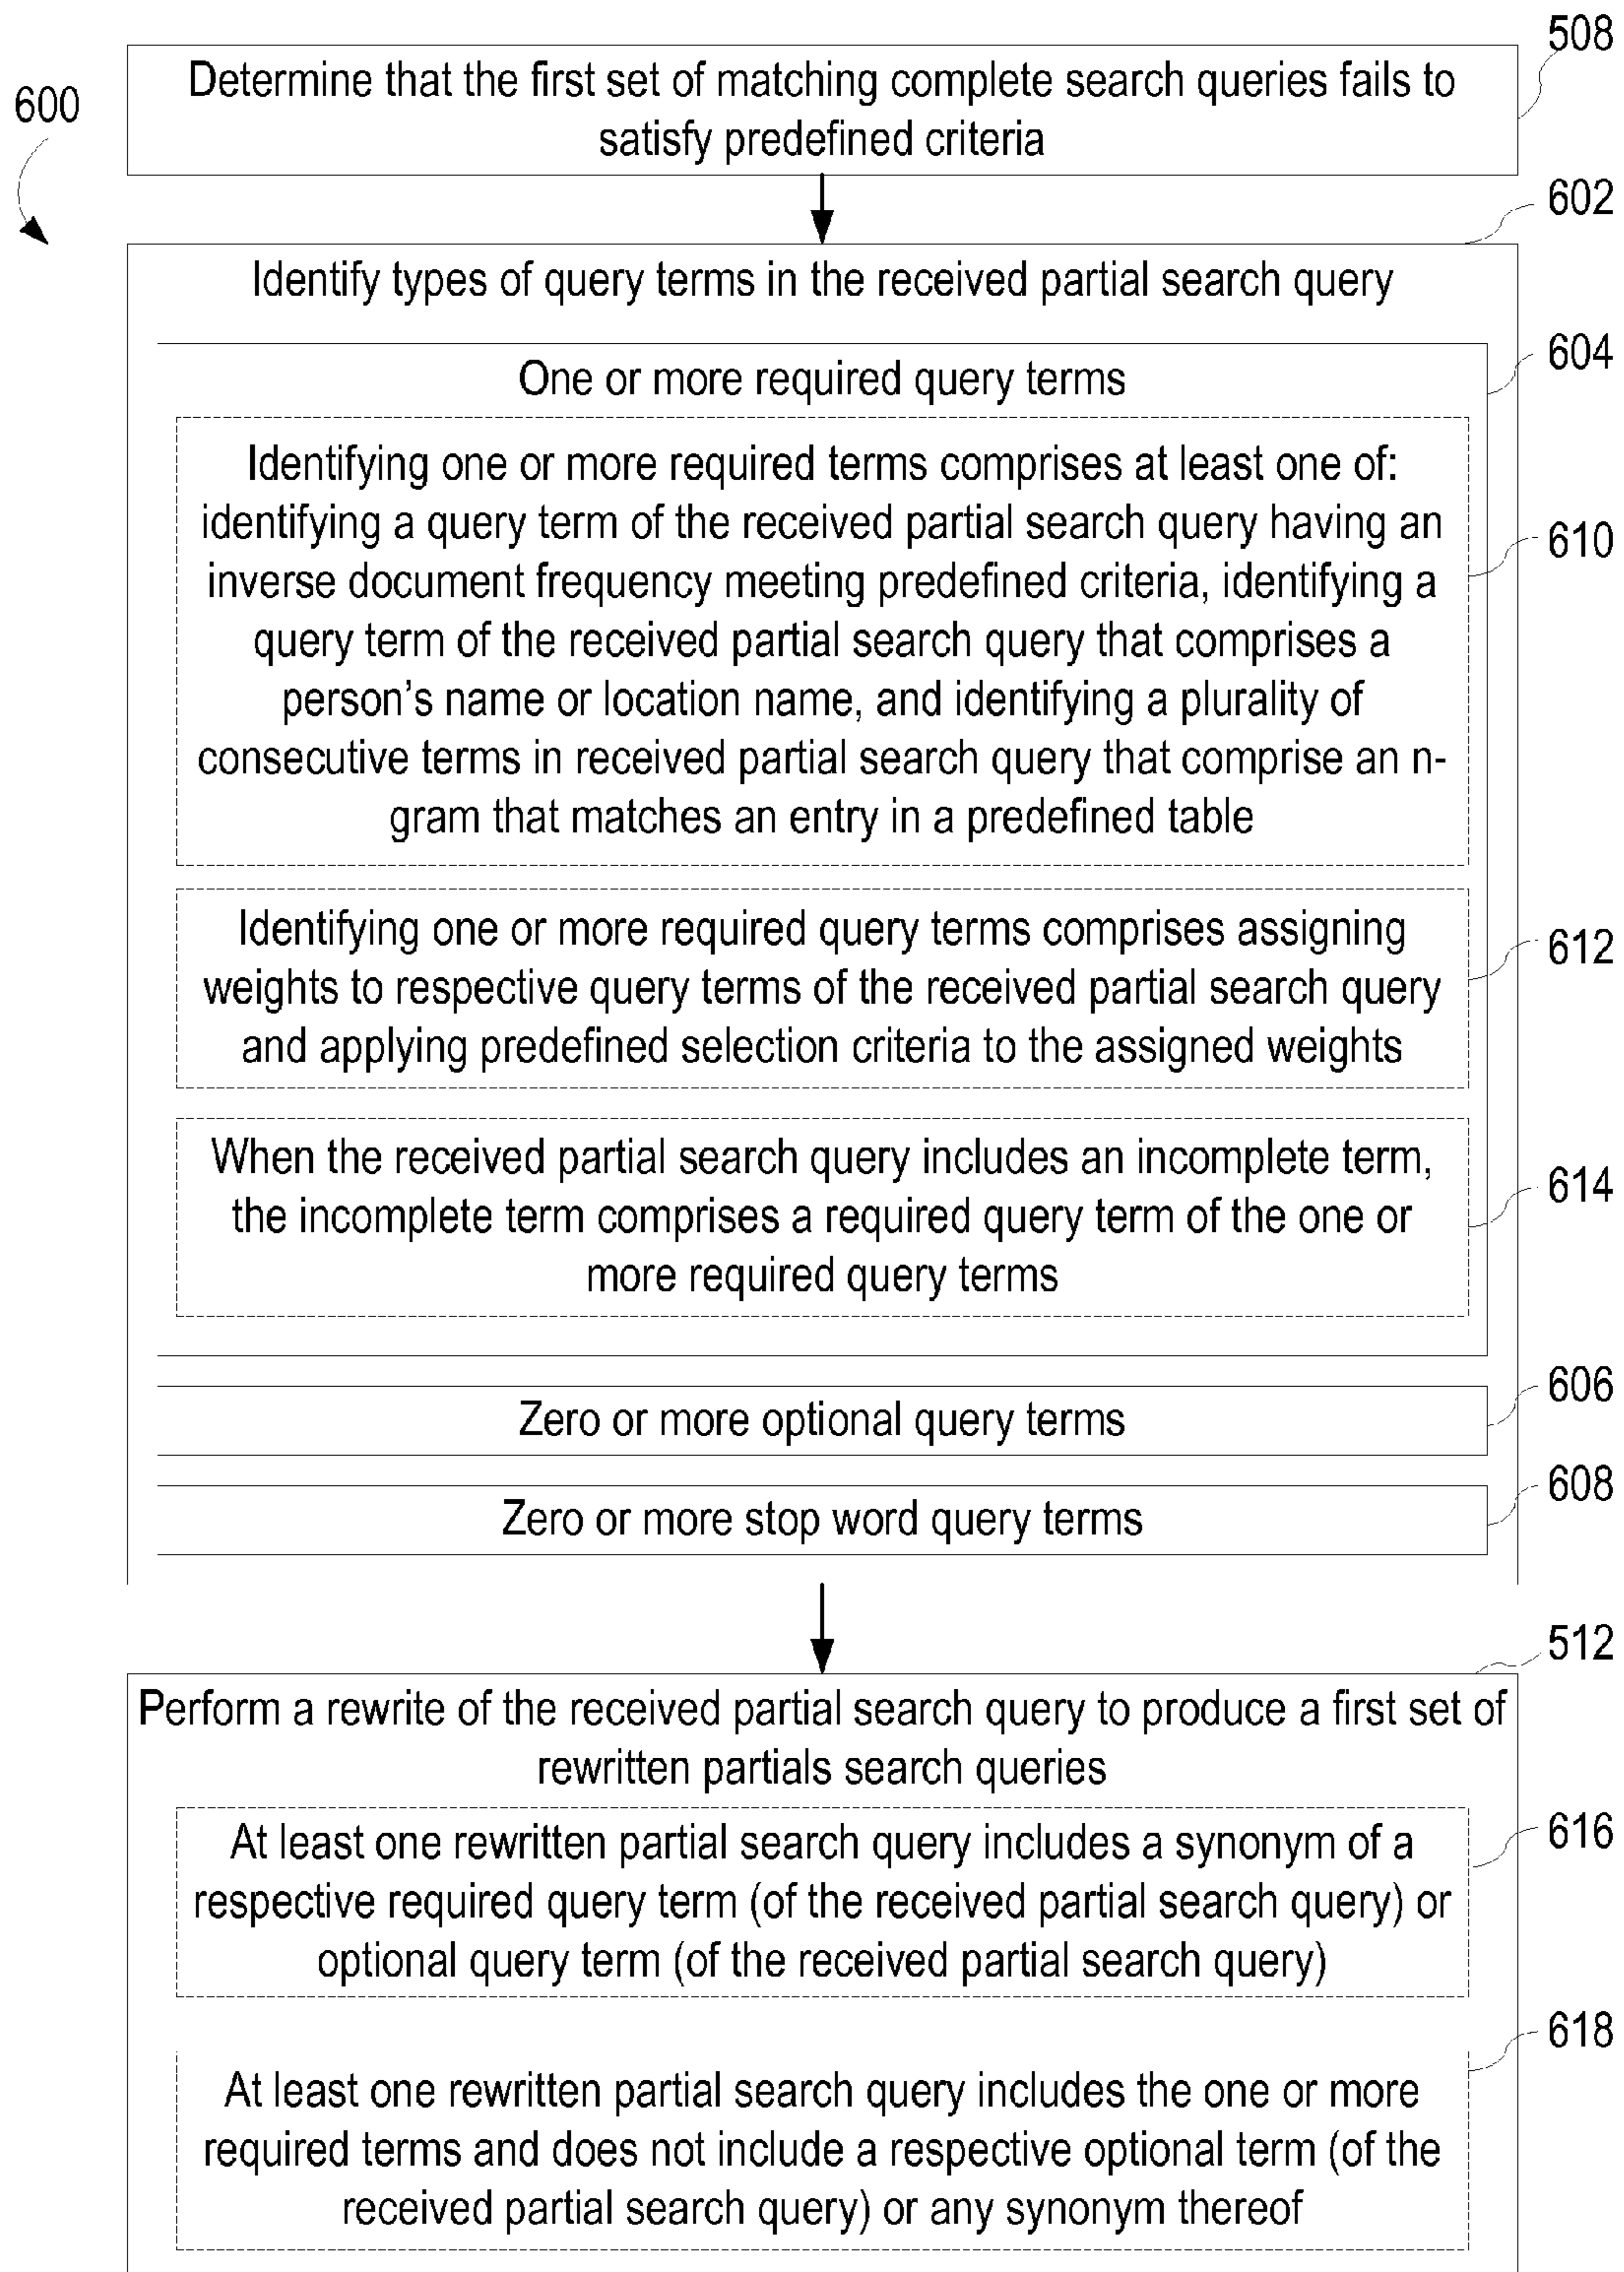 508
Determine that the first set of matching complete search queries fails to
satisfy predefined criteria
600
602
Identify types of query terms in the received partial search query
604
One or more required query terms
Identifying one or more required terms comprises at least one of:
identifying a query term of the received partial search query having an
610
inverse document frequency meeting predefined criteria, identifying a
query term of the received partial search query that comprises a
person's name or location name, and identifying a plurality of
consecutive terms in received partial search query that comprise an n-
gram that matches an entry in a predefined table
Identifying one or more required query terms comprises assigning
612
weights to respective query terms of the received partial search query
and applying predefined selection criteria to the assigned weights
When the received partial search query includes an incomplete term,
614
the incomplete term comprises a required query term of the one or
more required query terms
606
Zero or more optional query terms
608
Zero or more stop word query terms
512
Perform a rewrite of the received partial search query to produce a first set of
rewritten partials search queries
616
At least one rewritten partial search query includes a synonym of a
respective required query term (of the received partial search query) or
optional query term (of the received partial search query)
618
At least one rewritten partial search query includes the one or more
required terms and does not include a respective optional term (of the
received partial search query) or any synonym thereof